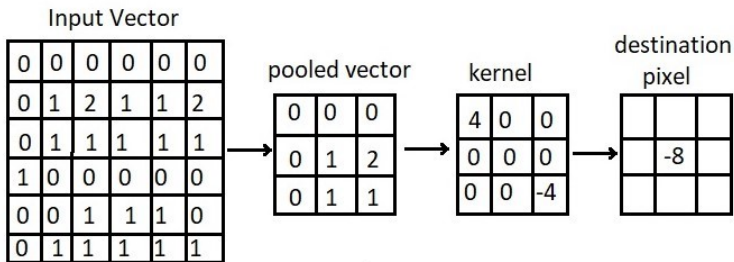 Input Vector
0 0 0 0 0 0
0 1 2 1 1 2
0 1 1 1 1 1
1 0 0 0 0 0
0 0 1 1 1 0
0 1 1 1 1 1
pooled vector
0 0 0
0 1 2
0 1 1
kernel
4 0 0
0 0 0
0 0 -4
destination
pixel
-8